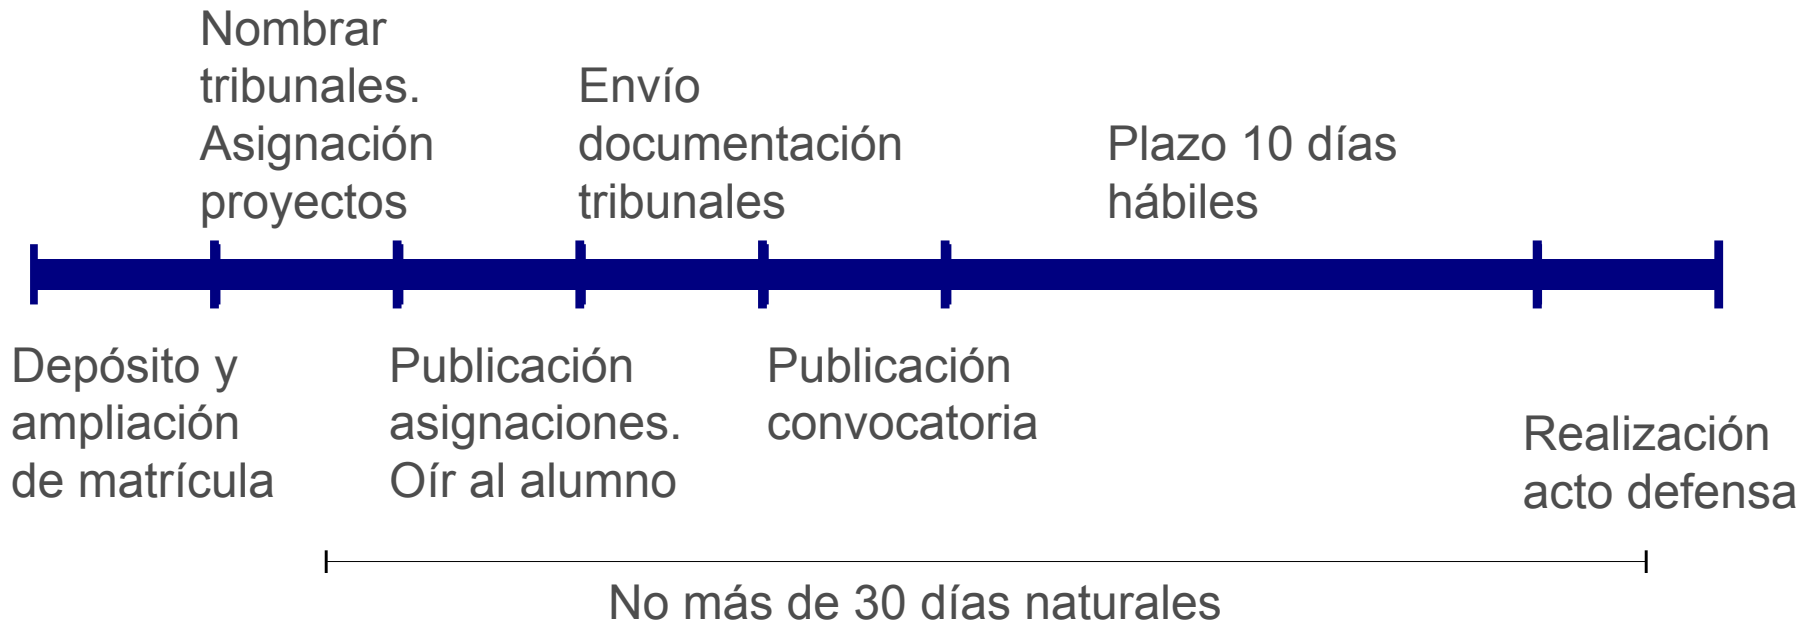 Nombrar
tribunales.
Asignación
proyectos
Envío
documentación
tribunales
Plazo 10 días
hábiles
Depósito y
ampliación
de matrícula
Publicación
asignaciones.
Oír al alumno
Publicación
convocatoria
Realización
acto defensa
No más de 30 días naturales